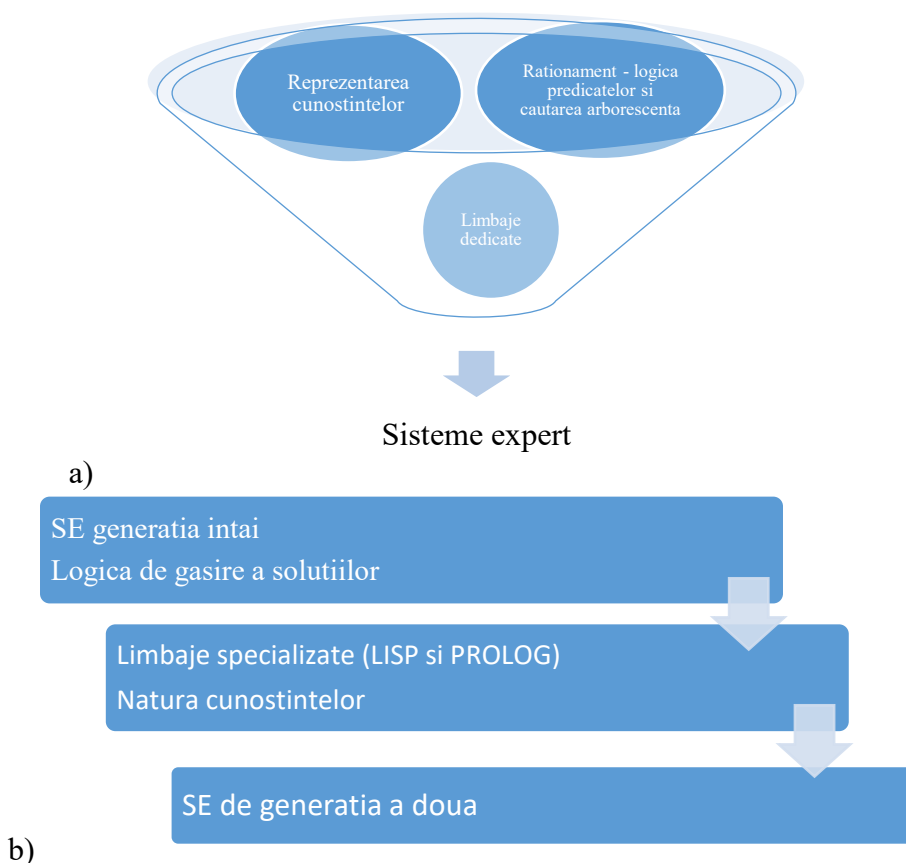 Reprezentarea
cunostintelor
Rationament - logica
predicatelor si
cautarea arborescenta
Limbaje
dedicate
Sisteme expert
a)
SE generatia intai
Logica de gasire a solutiilor
Limbaje specializate (LISP si PROLOG)
Natura cunostintelor
SE de generatia a doua
b)